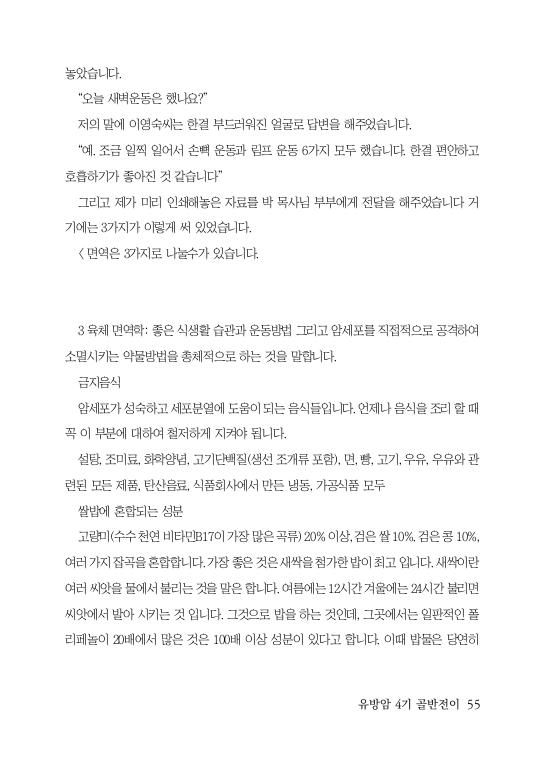 놓았습니다.
“오늘 새벽운동은 했나요?”
저의 말에 이영숙씨는 한결 부드러워진 얼굴로 답변을 해주었습니다.
“예. 조금 일찍 일어서 손뼉 운동과 림프 운동 6가지 모두 했습니다. 한결 편안하고
호흡하기가 좋아진 것 같습니다”
그리고 제가 미리 인쇄해놓은 자료를 박 목사님 부부에게 전달을 해주었습니다 거
기에는 3가지가 이렇게 써 있었습니다.
〈 면역은 3가지로 나눌수가 있습니다.
3 육체 면역학: 좋은 식생활 습관과 운동방법 그리고 암세포를 직접적으로 공격하여
소멸시키는 약물방법을 총체적으로 하는 것을 말합니다.
금지음식
암세포가 성숙하고 세포분열에 도움이 되는 음식들입니다. 언제나 음식을 조리 할 때
꼭 이 부분에 대하여 철저하게 지켜야 됩니다.
설탕, 조미료, 화학양념, 고기단백질(생선 조개류 포함), 면, 빵, 고기, 우유, 우유와 관
련된 모든 제품, 탄산음료, 식품회사에서 만든 냉동, 가공식품 모두
쌀밥에 혼합되는 성분
고량미(수수 천연 비타민B17이 가장 많은 곡류) 20% 이상, 검은 쌀 10%, 검은 콩 10%,
여러 가지 잡곡을 혼합합니다. 가장 좋은 것은 새싹을 첨가한 밥이 최고 입니다. 새싹이란
여러 씨앗을 물에서 불리는 것을 말은 합니다. 여름에는 12시간 겨울에는 24시간 불리면
씨앗에서 발아 시키는 것 입니다. 그것으로 밥을 하는 것인데, 그곳에서는 일판적인 폴
리페놀이 20배에서 많은 것은 100배 이상 성분이 있다고 합니다. 이때 밥물은 당연히
유방암 4기 골반전이 55